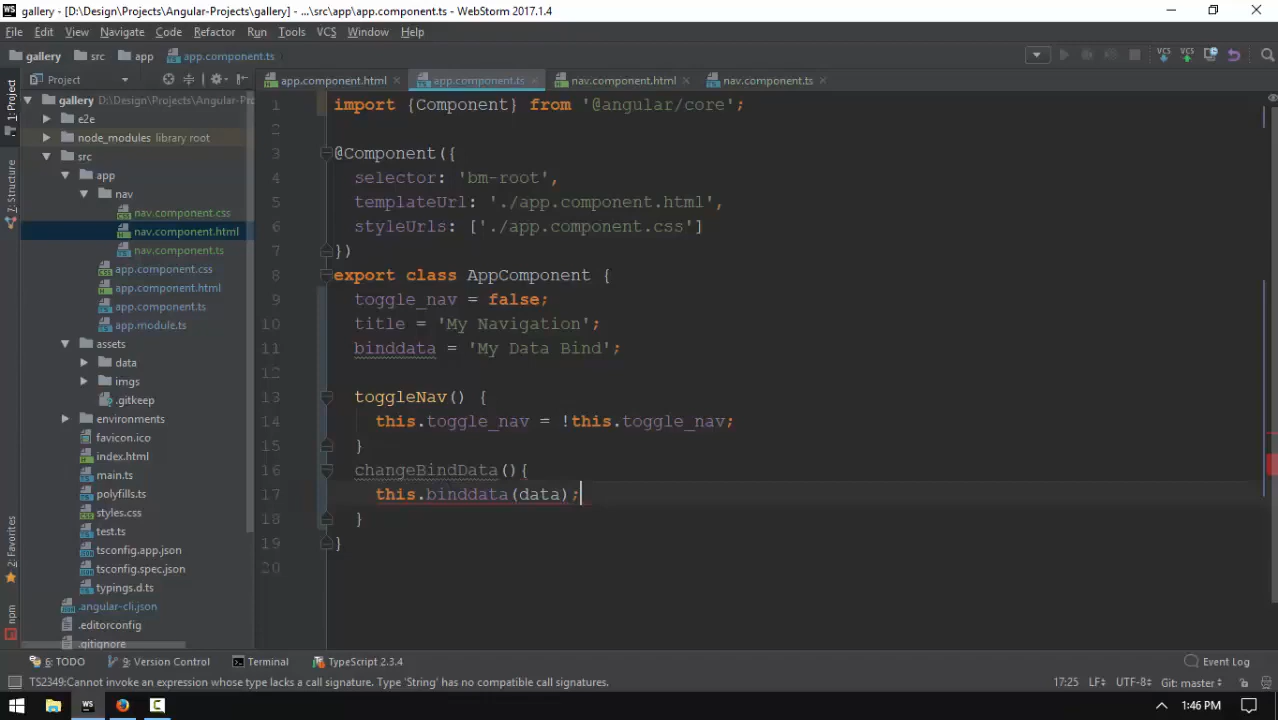 gallery - [D:\Design\Projects\Angular-Projects\gallery] - ...\src\app\app.component.ts - WebStorm 2017.1.4
File Edit View Navigate Code Refactor Run Tools VCS Window Help
gallery src app app.component.ts VCS VCS
Project app.component.html app.component.ts nav.component.html nav.component.ts
1: Project
7: Structure
2: Favorites
npm
gallery D:\Design\Projects\Angular-Pr
e2e
node_modules library root
src
app
nav
nav.component.css
nav.component.html
nav.component.ts
app.component.css
app.component.html
app.component.ts
app.module.ts
assets
data
imgs
.gitkeep
environments
favicon.ico
index.html
main.ts
polyfills.ts
styles.css
test.ts
tsconfig.app.json
tsconfig.spec.json
typings.d.ts
.angular-cli.json
.editorconfig
.gitignore
1 import {Component} from '@angular/core';
2
3 @Component({
4 selector: 'bm-root',
5 templateUrl: './app.component.html',
6 styleUrls: ['./app.component.css']
7 })
8 export class AppComponent {
9 toggle_nav = false;
10 title = 'My Navigation';
11 binddata = 'My Data Bind';
12
13 toggleNav() {
14 this.toggle_nav = !this.toggle_nav;
15 }
16 changeBindData(){
17 this.binddata(data);
18 }
19 }
20
6: TODO 9: Version Control Terminal TypeScript 2.3.4 Event Log
TS2349:Cannot invoke an expression whose type lacks a call signature. Type 'String' has no compatible call signatures. 17:25 LF UTF-8 Git: master
1:46 PM